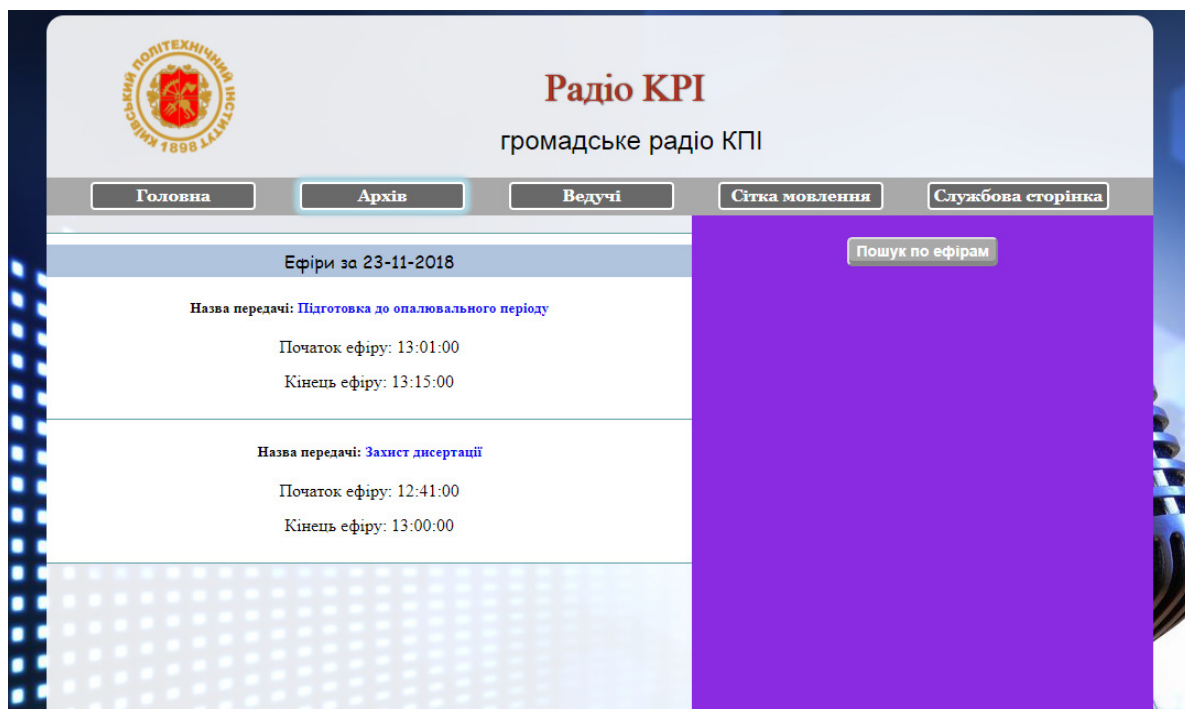 КИЇВСЬКИЙ ПОЛІТЕХНІЧНИЙ ІНСТИТУТ
1898
Радіо KPI
громадське радіо КПІ
Головна
Архів
Ведучі
Сітка мовлення
Службова сторінка
Пошук по ефірам
Ефіри за 23-11-2018
Назва передачі: Підготовка до опалювального періоду
Початок ефіру: 13:01:00
Кінець ефіру: 13:15:00
Назва передачі: Захист дисертації
Початок ефіру: 12:41:00
Кінець ефіру: 13:00:00